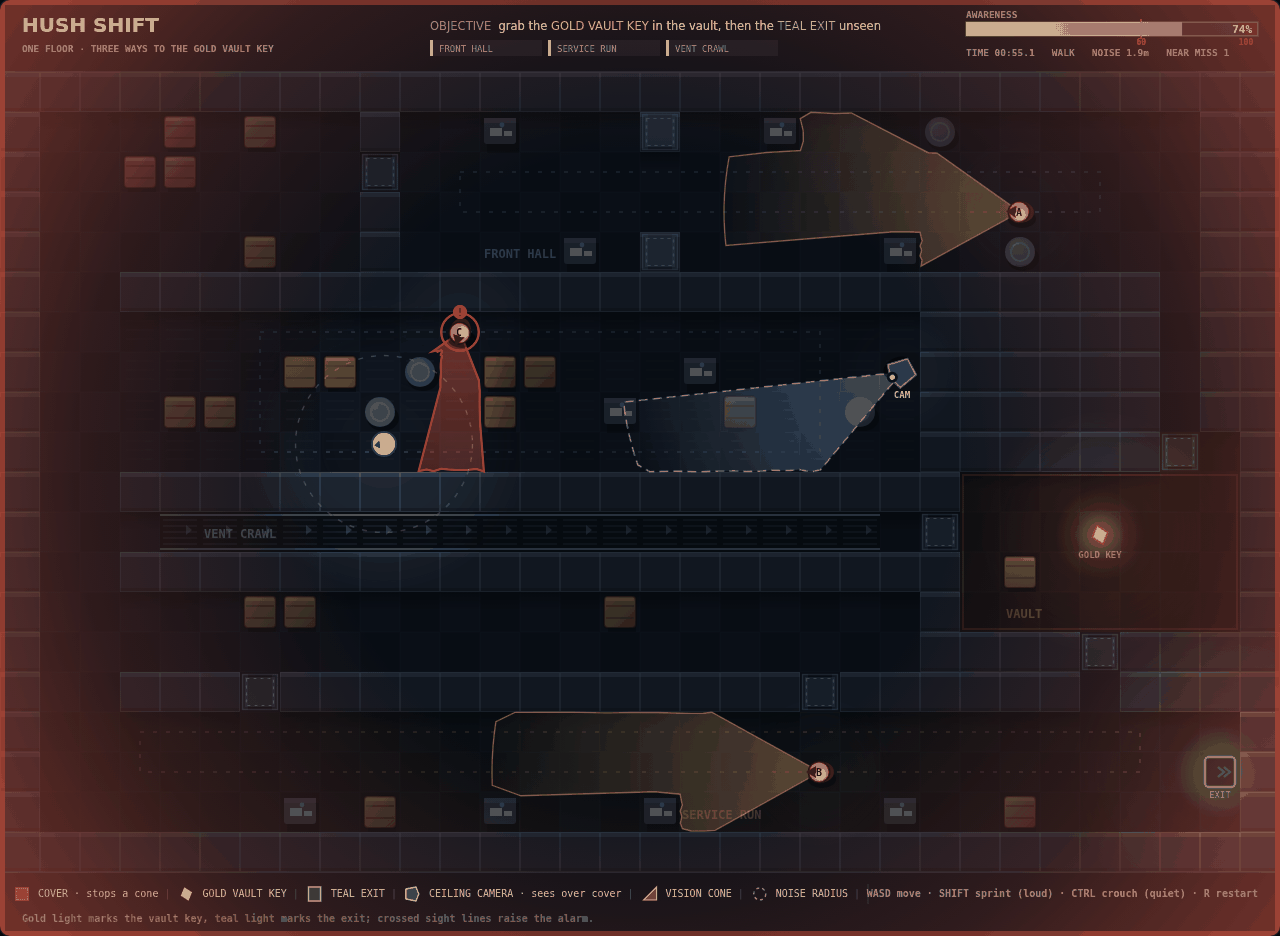 HUSH SHIFT
ONE FLOOR · THREE WAYS TO THE GOLD VAULT KEY
OBJECTIVE grab the GOLD VAULT KEY in the vault, then the TEAL EXIT unseen
FRONT HALL
SERVICE RUN
VENT CRAWL
AWARENESS
74%
60
100
TIME 00:55.1 WALK NOISE 1.9m NEAR MISS 1
A
FRONT HALL
!
C
CAM
VENT CRAWL
GOLD KEY
VAULT
B
SERVICE RUN
EXIT
COVER · stops a cone | GOLD VAULT KEY | TEAL EXIT | CEILING CAMERA · sees over cover | VISION CONE | NOISE RADIUS | WASD move · SHIFT sprint (loud) · CTRL crouch (quiet) · R restart
Gold light marks the vault key, teal light marks the exit; crossed sight lines raise the alarm.